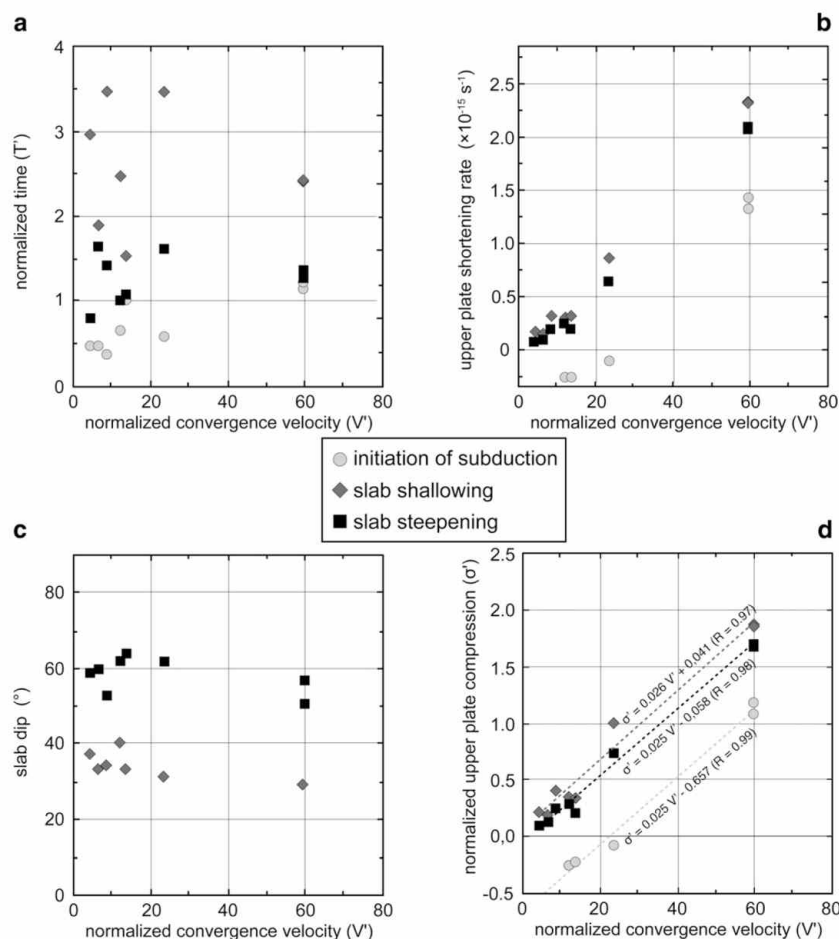 a
4
3
2
1
0
normalized time (T')
0 20 40 60 80
normalized convergence velocity (V')
b
2.5
2.0
1.5
1.0
0.5
0
upper plate shortening rate (×10⁻¹⁵ s⁻¹)
0 20 40 60 80
normalized convergence velocity (V')
initiation of subduction
slab shallowing
slab steepening
c
80
60
40
20
0
slab dip (°)
0 20 40 60 80
normalized convergence velocity (V')
d
2.5
2.0
1.5
1.0
0.5
0,0
-0.5
normalized upper plate compression (σ')
σ' = 0.026 V' + 0.041 (R = 0.97)
σ' = 0.025 V' - 0,058 (R = 0.98)
σ' = 0.025 V' - 0.657 (R = 0.99)
0 20 40 60 80
normalized convergence velocity (V')